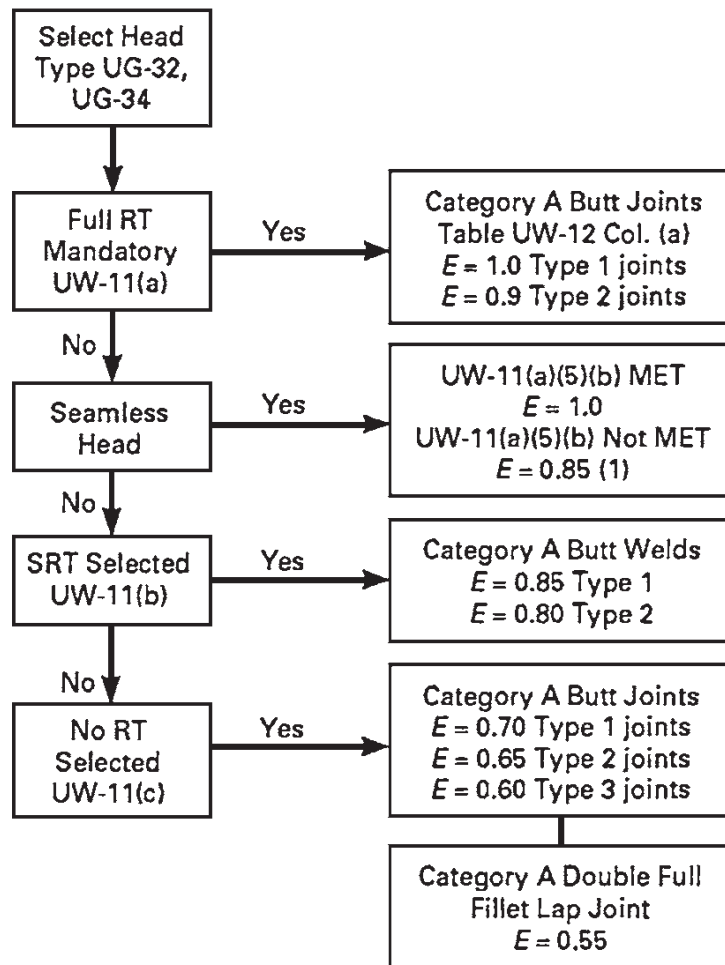 Select Head
Type UG-32,
UG-34
Full RT
Mandatory
UW-11(a)
Yes
Category A Butt Joints
Table UW-12 Col. (a)
E = 1.0 Type 1 joints
E = 0.9 Type 2 joints
No
Seamless
Head
Yes
UW-11(a)(5)(b) MET
E = 1.0
UW-11(a)(5)(b) Not MET
E = 0.85 (1)
No
SRT Selected
UW-11(b)
Yes
Category A Butt Welds
E = 0.85 Type 1
E = 0.80 Type 2
No
No RT
Selected
UW-11(c)
Yes
Category A Butt Joints
E = 0.70 Type 1 joints
E = 0.65 Type 2 joints
E = 0.60 Type 3 joints
Category A Double Full
Fillet Lap Joint
E = 0.55